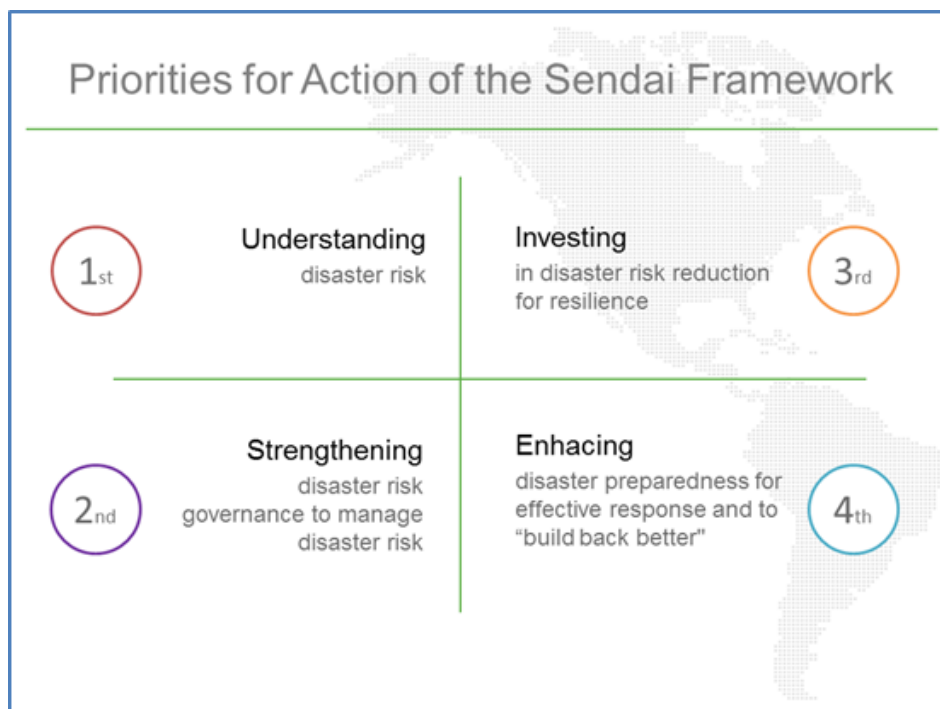 Priorities for Action of the Sendai Framework
1st
Understanding
disaster risk
2nd
Strengthening
disaster risk
governance to manage
disaster risk
Investing
in disaster risk reduction
for resilience
3rd
Enhacing
disaster preparedness for
effective response and to
“build back better"
4th